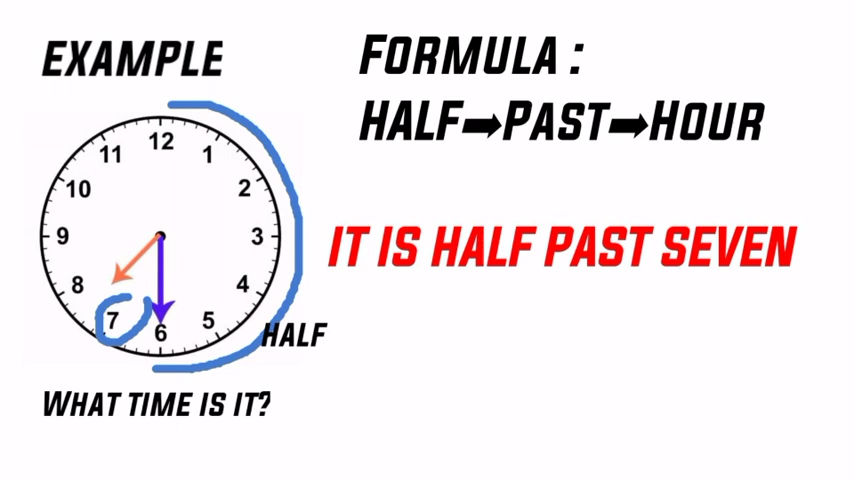 EXAMPLE
FORMULA :
HALF➡PAST➡HOUR
12
11
1
10
2
9
3
8
4
7
5
6
IT IS HALF PAST SEVEN
HALF
WHAT TIME IS IT?